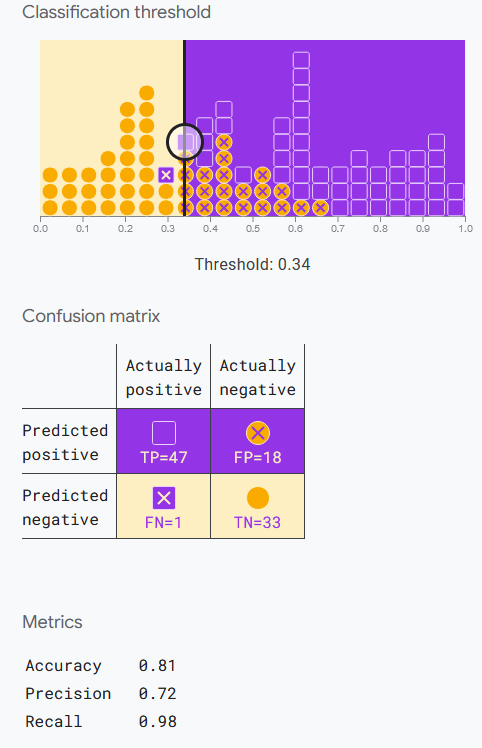 Classification threshold
0.0 0.1 0.2 0.3 0.4 0.5 0.6 0.7 0.8 0.9 1.0
Threshold: 0.34
Confusion matrix
Actually positive Actually negative
Predicted positive TP=47 FP=18
Predicted negative FN=1 TN=33
Metrics
Accuracy 0.81
Precision 0.72
Recall 0.98